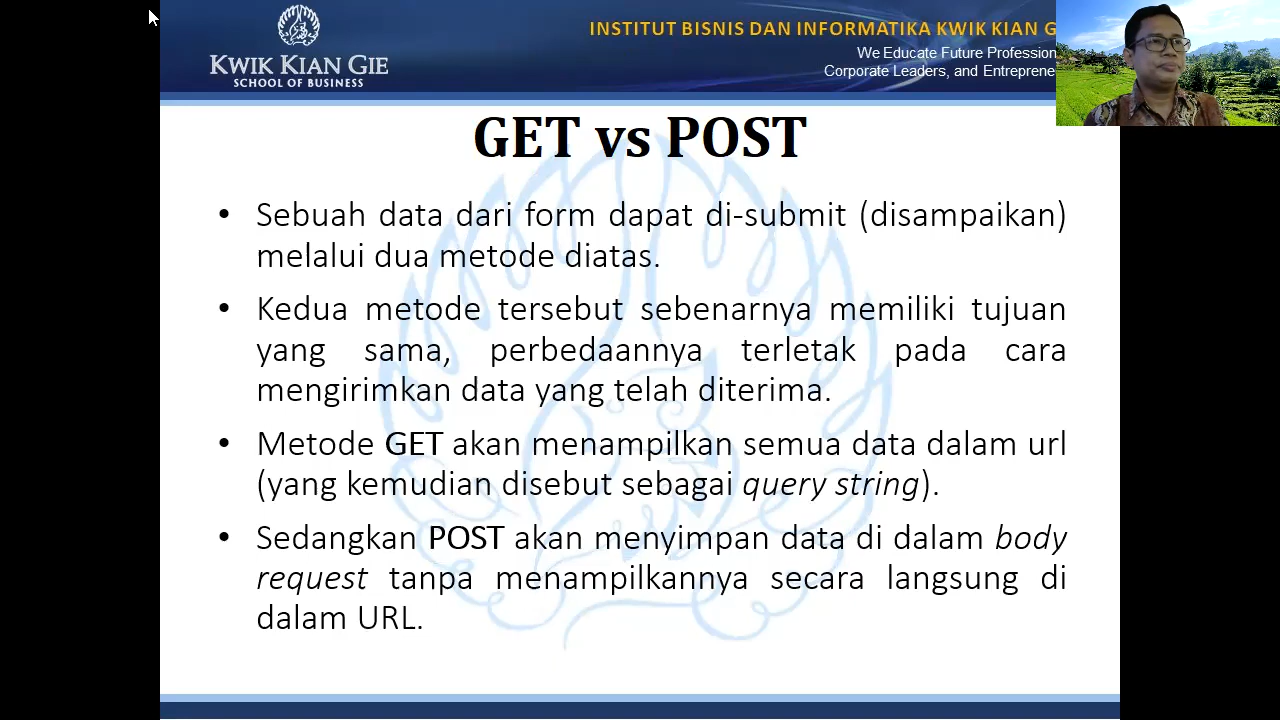 KWIK KIAN GIE
SCHOOL OF BUSINESS
INSTITUT BISNIS DAN INFORMATIKA KWIK KIAN G
We Educate Future Profession
Corporate Leaders, and Entreprene
GET vs POST
• Sebuah data dari form dapat di-submit (disampaikan)
melalui dua metode diatas.
• Kedua metode tersebut sebenarnya memiliki tujuan
yang sama, perbedaannya terletak pada cara
mengirimkan data yang telah diterima.
• Metode GET akan menampilkan semua data dalam url
(yang kemudian disebut sebagai query string).
• Sedangkan POST akan menyimpan data di dalam body
request tanpa menampilkannya secara langsung di
dalam URL.